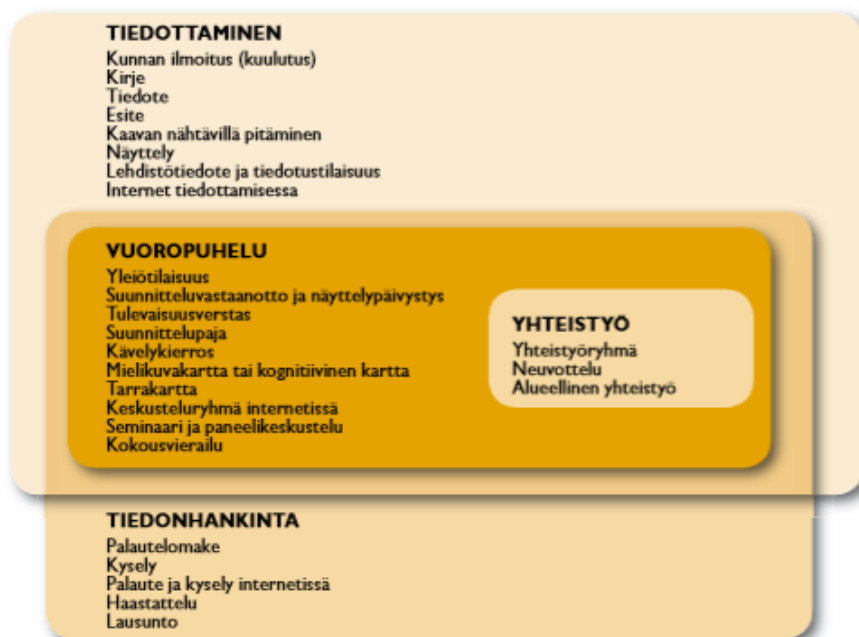 TIEDOTTAMINEN
Kunnan ilmoitus (kuulutus)
Kirje
Tiedote
Esite
Kaavan nähtävillä pitäminen
Näyttely
Lehdistötiedote ja tiedotustilaisuus
Internet tiedottamisessa
VUOROPUHELU
Yleiötilaisuus
Suunnitteluvastaanotto ja näyttelypäivystys
Tulevaisuusverstas
Suunnittelupaja
Kävelykierros
Mielikuvakartta tai kognitiivinen kartta
Tarrakartta
Keskusteluryhmä internetissä
Seminaari ja paneelikeskustelu
Kokousvierailu
YHTEISTYÖ
Yhteistyöryhmä
Neuvottelu
Alueellinen yhteistyö
TIEDONHANKINTA
Palautelomake
Kysely
Palaute ja kysely internetissä
Haastattelu
Lausunto